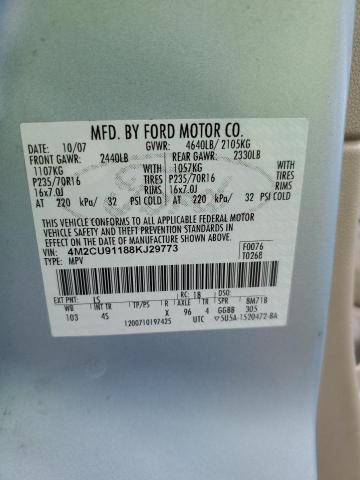 MFD. BY FORD MOTOR CO.
DATE 10/07 GVWR: 4640LB/2105KG
FRONT GAWR: 2440LB REAR GAWR: 2330LB
1107KG WITH 1057KG WITH
P235/70R16 TIRES P235/70R16 TIRES
16x7.0J RIMS 16x7.0J RIMS
AT 220 kPa/ 32 PSI COLD AT 220 kPa/ 32 PSI COLD
THIS VEHICLE CONFORMS TO ALL APPLICABLE FEDERAL MOTOR
VEHICLE SAFETY AND THEFT PREVENTION STANDARDS IN
EFFECT ON THE DATE OF MANUFACTURE SHOWN ABOVE.
VIN: 4M2CU91188KJ29773 F0076
TYPE: MPV T0268
EXT PNT: LS RC: 18 DSO:
WB INT TR TP/PS R AXLE TR SPR 8M718
103 4S X 96 4 GGBB 305
1200710197425 UTC 5U5A-1520472-BA